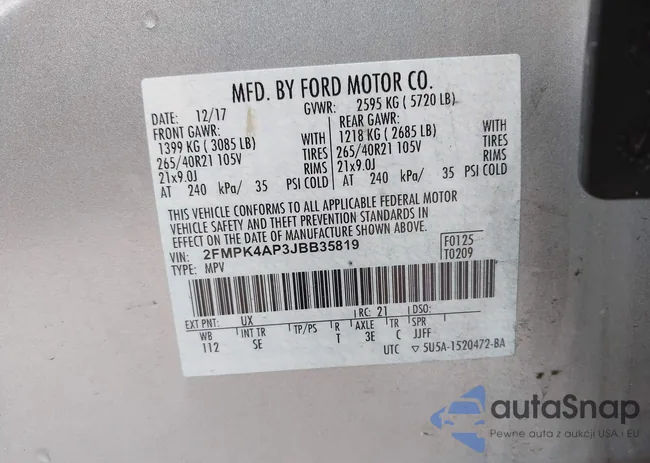 MFD. BY FORD MOTOR CO.
DATE: 12/17 GVWR: 2595 KG ( 5720 LB)
FRONT GAWR: REAR GAWR:
1399 KG ( 3085 LB) WITH 1218 KG ( 2685 LB) WITH
265/40R21 105V TIRES 265/40R21 105V TIRES
21x9.0J RIMS 21x9.0J RIMS
AT 240 kPa/ 35 PSI COLD AT 240 kPa/ 35 PSI COLD
THIS VEHICLE CONFORMS TO ALL APPLICABLE FEDERAL MOTOR
VEHICLE SAFETY AND THEFT PREVENTION STANDARDS IN
EFFECT ON THE DATE OF MANUFACTURE SHOWN ABOVE.
VIN: 2FMPK4AP3JBB35819 F0125
TYPE: MPV T0209
EXT PNT: UX RC: 21 DSO:
WB INT TR TP/PS R AXLE TR SPR
112 SE T 3E C JJFF
UTC 5U5A-1520472-BA
autoSnap
Pewne auta z aukcji USA i EU